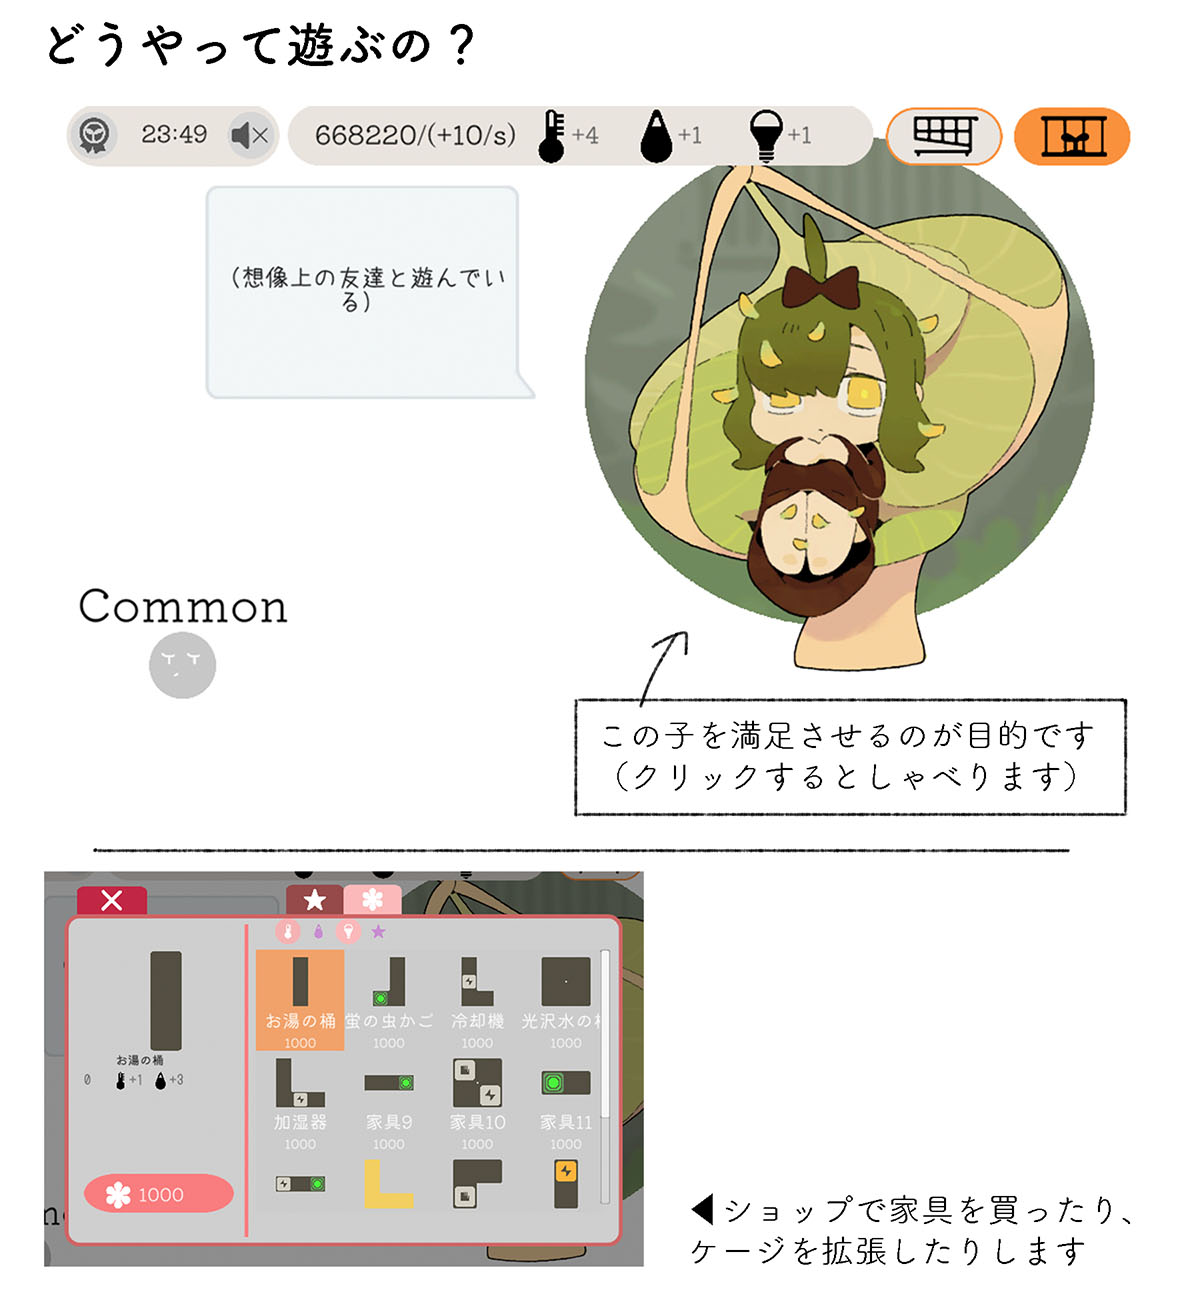 どうやって遊ぶの？
23:49
668220/(+10/s)
+4
+1
+1
（想像上の友達と遊んでい
る）
Common
この子を満足させるのが目的です
（クリックするとしゃべります）
お湯の桶
0 +1 +3
1000
お湯の桶 蛍の虫かご 冷却機 光沢水の
1000 1000 1000 1000
加湿器 家具9 家具10 家具11
1000 1000 1000 1000
◀ショップで家具を買ったり、
ケージを拡張したりします